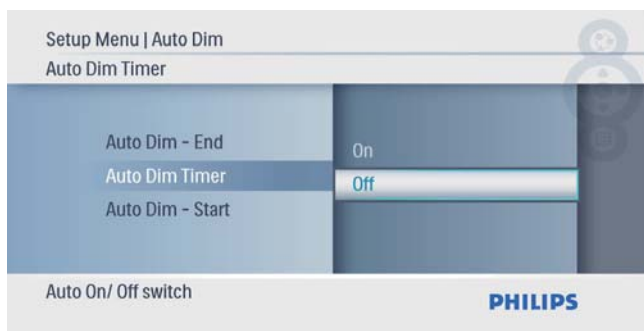 Setup Menu | Auto Dim
Auto Dim Timer
Auto Dim - End
On
Auto Dim Timer
Off
Auto Dim - Start
Auto On/ Off switch
PHILIPS